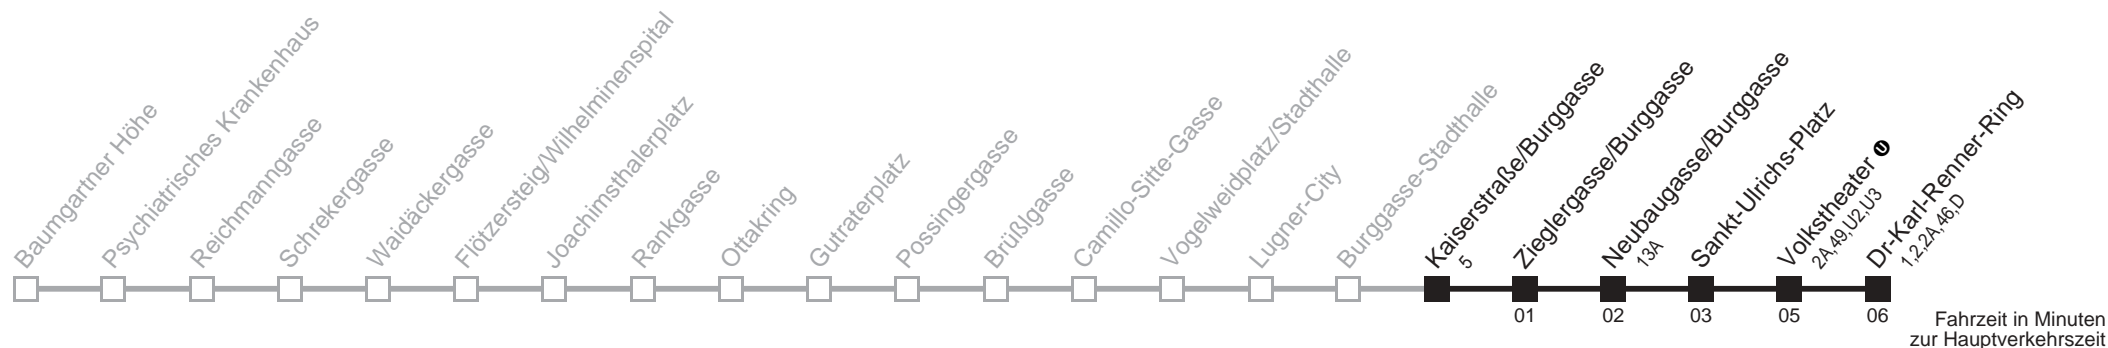 Baumgartner Höhe
Psychiatrisches Krankenhaus
Reichmanngasse
Schrekergasse
Waidäckergasse
Flötzersteig/Wilhelminenspital
Joachimsthalerplatz
Rankgasse
Ottakring
Gutraterplatz
Possingergasse
Brüßlgasse
Camillo-Sitte-Gasse
Vogelweidplatz/Stadthalle
Lugner-City
Burggasse-Stadthalle
Kaiserstraße/Burggasse
5
Zieglergasse/Burggasse
Neubaugasse/Burggasse
13A
Sankt-Ulrichs-Platz
Volkstheater U
2A,49,U2,U3
Dr-Karl-Renner-Ring
1,2,2A,46,D
01
02
03
05
06
Fahrzeit in Minuten
zur Hauptverkehrszeit